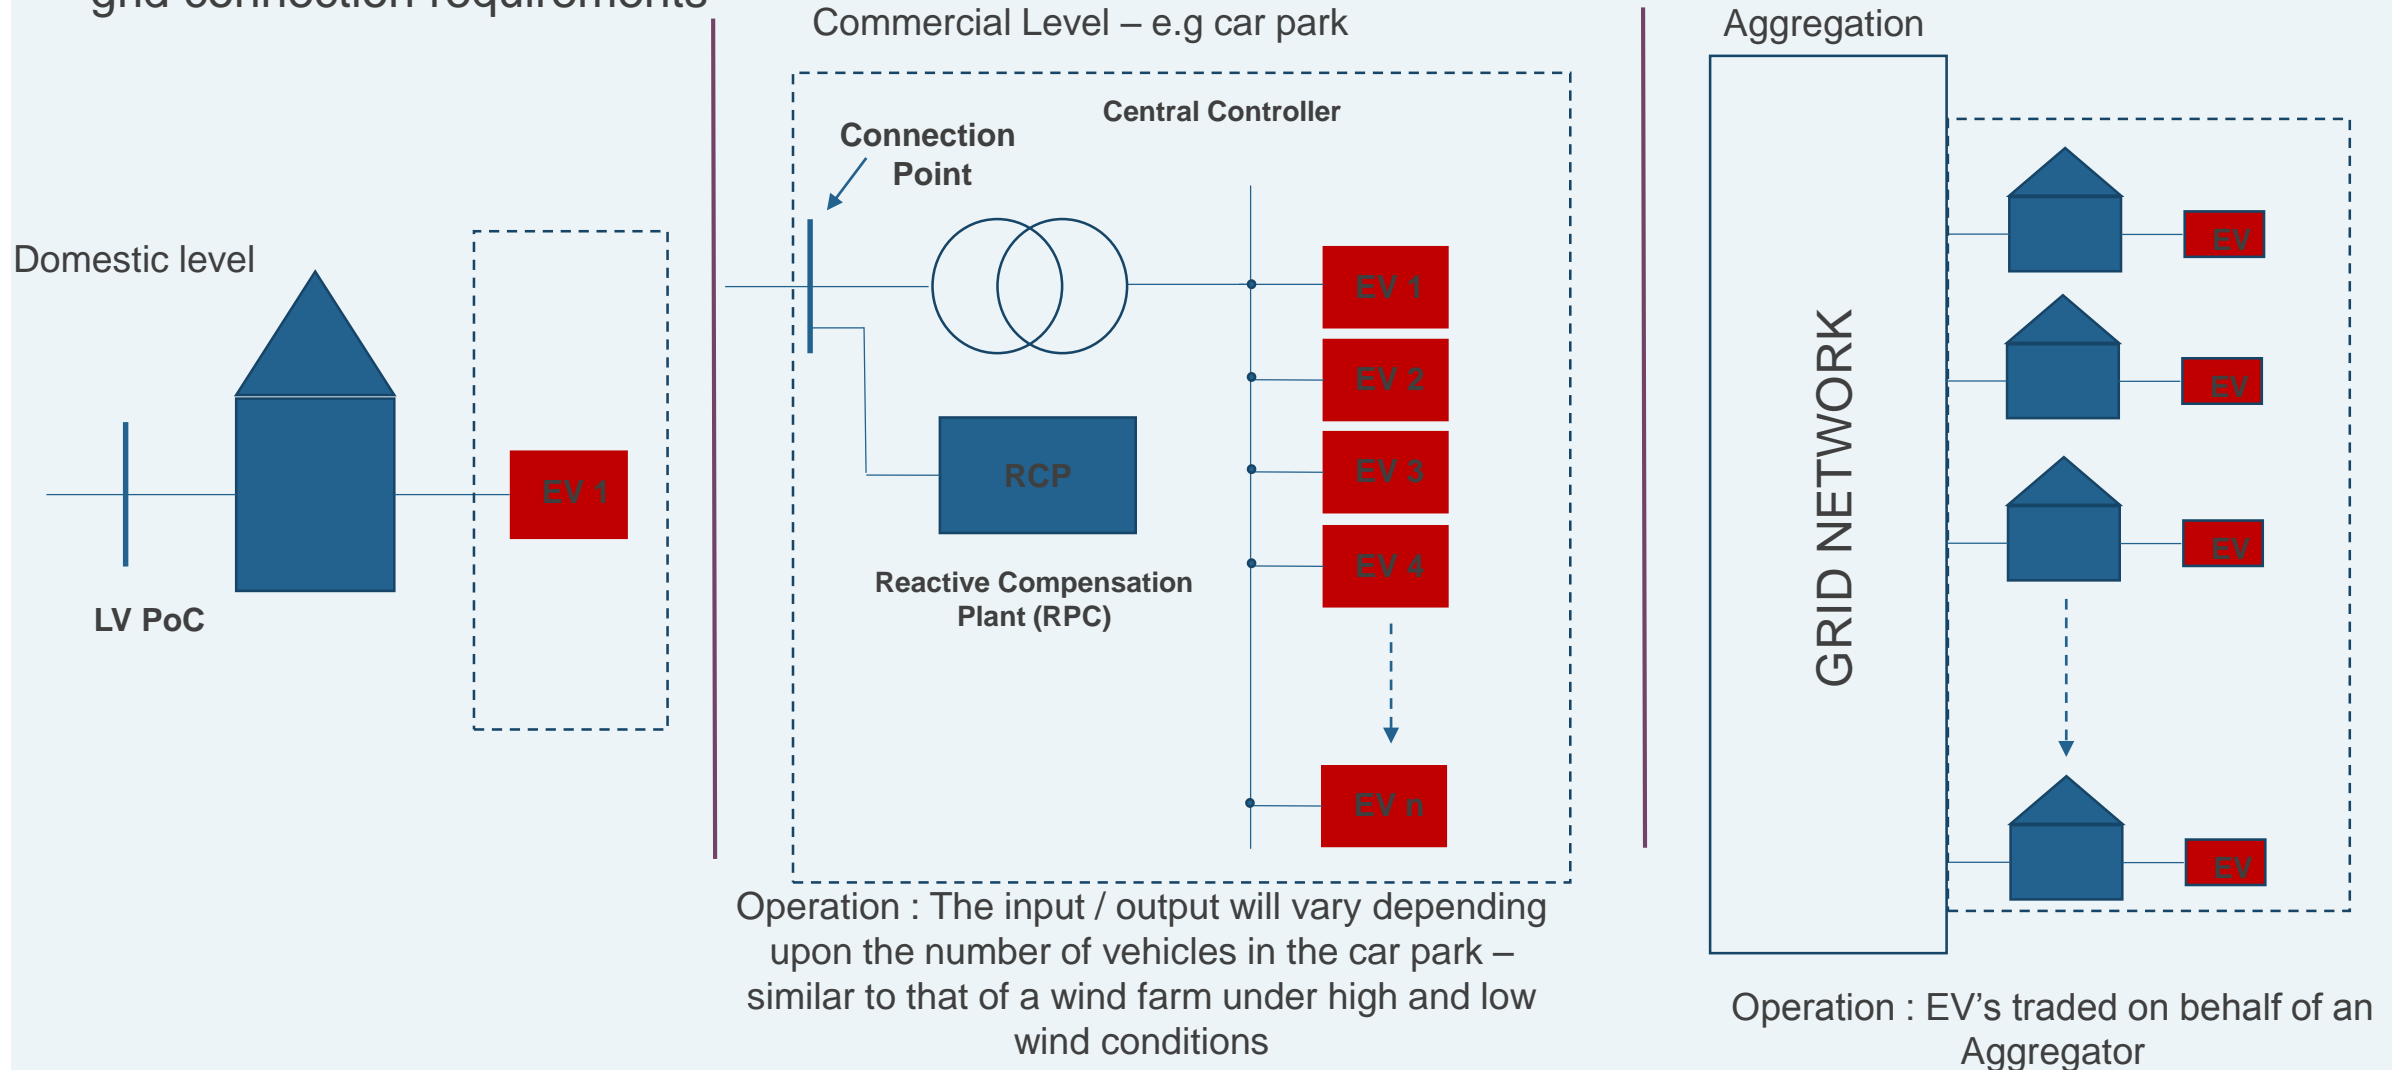 grid connection requirements
Domestic level
EV 1
LV PoC
Commercial Level – e.g car park
Central Controller
Connection
Point
EV 1
EV 2
EV 3
EV 4
EV n
RCP
Reactive Compensation
Plant (RPC)
Operation : The input / output will vary depending
upon the number of vehicles in the car park –
similar to that of a wind farm under high and low
wind conditions
Aggregation
GRID NETWORK
EV
EV
EV
EV
Operation : EV’s traded on behalf of an
Aggregator